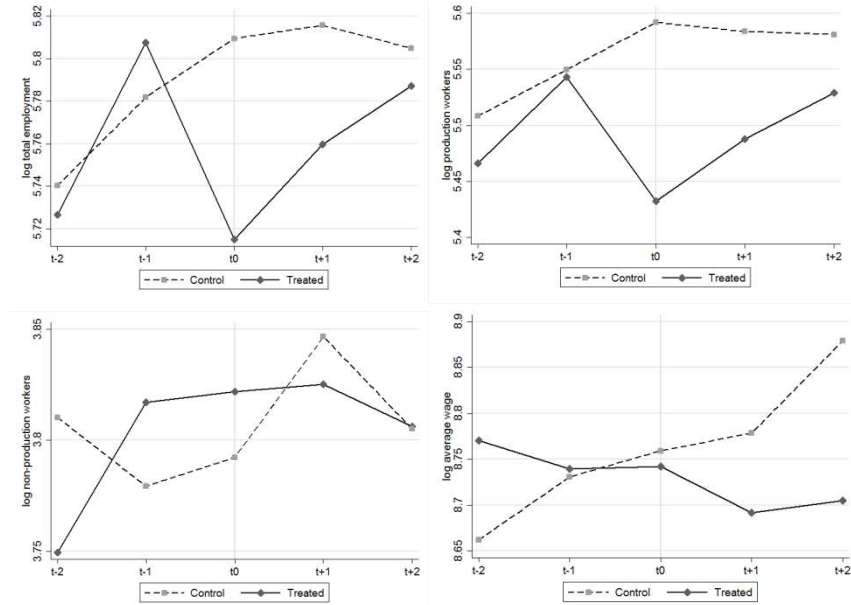 log total employment
5.82
5.8
5.78
5.76
5.74
5.72
t-2 t-1 t0 t+1 t+2
Control Treated
log production workers
5.6
5.55
5.5
5.45
5.4
t-2 t-1 t0 t+1 t+2
Control Treated
log non-production workers
3.85
3.8
3.75
t-2 t-1 t0 t+1 t+2
Control Treated
log average wage
8.9
8.85
8.8
8.75
8.7
8.65
t-2 t-1 t0 t+1 t+2
Control Treated